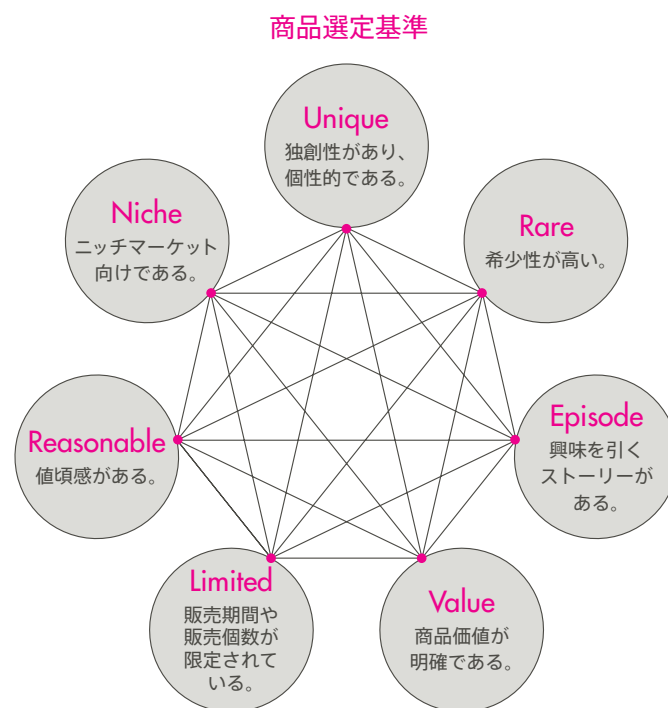 商品選定基準
Unique
独創性があり、
個性的である。
Rare
希少性が高い。
Episode
興味を引く
ストーリーが
ある。
Value
商品価値が
明確である。
Limited
販売期間や
販売個数が
限定されて
いる。
Reasonable
値頃感がある。
Niche
ニッチマーケット
向けである。